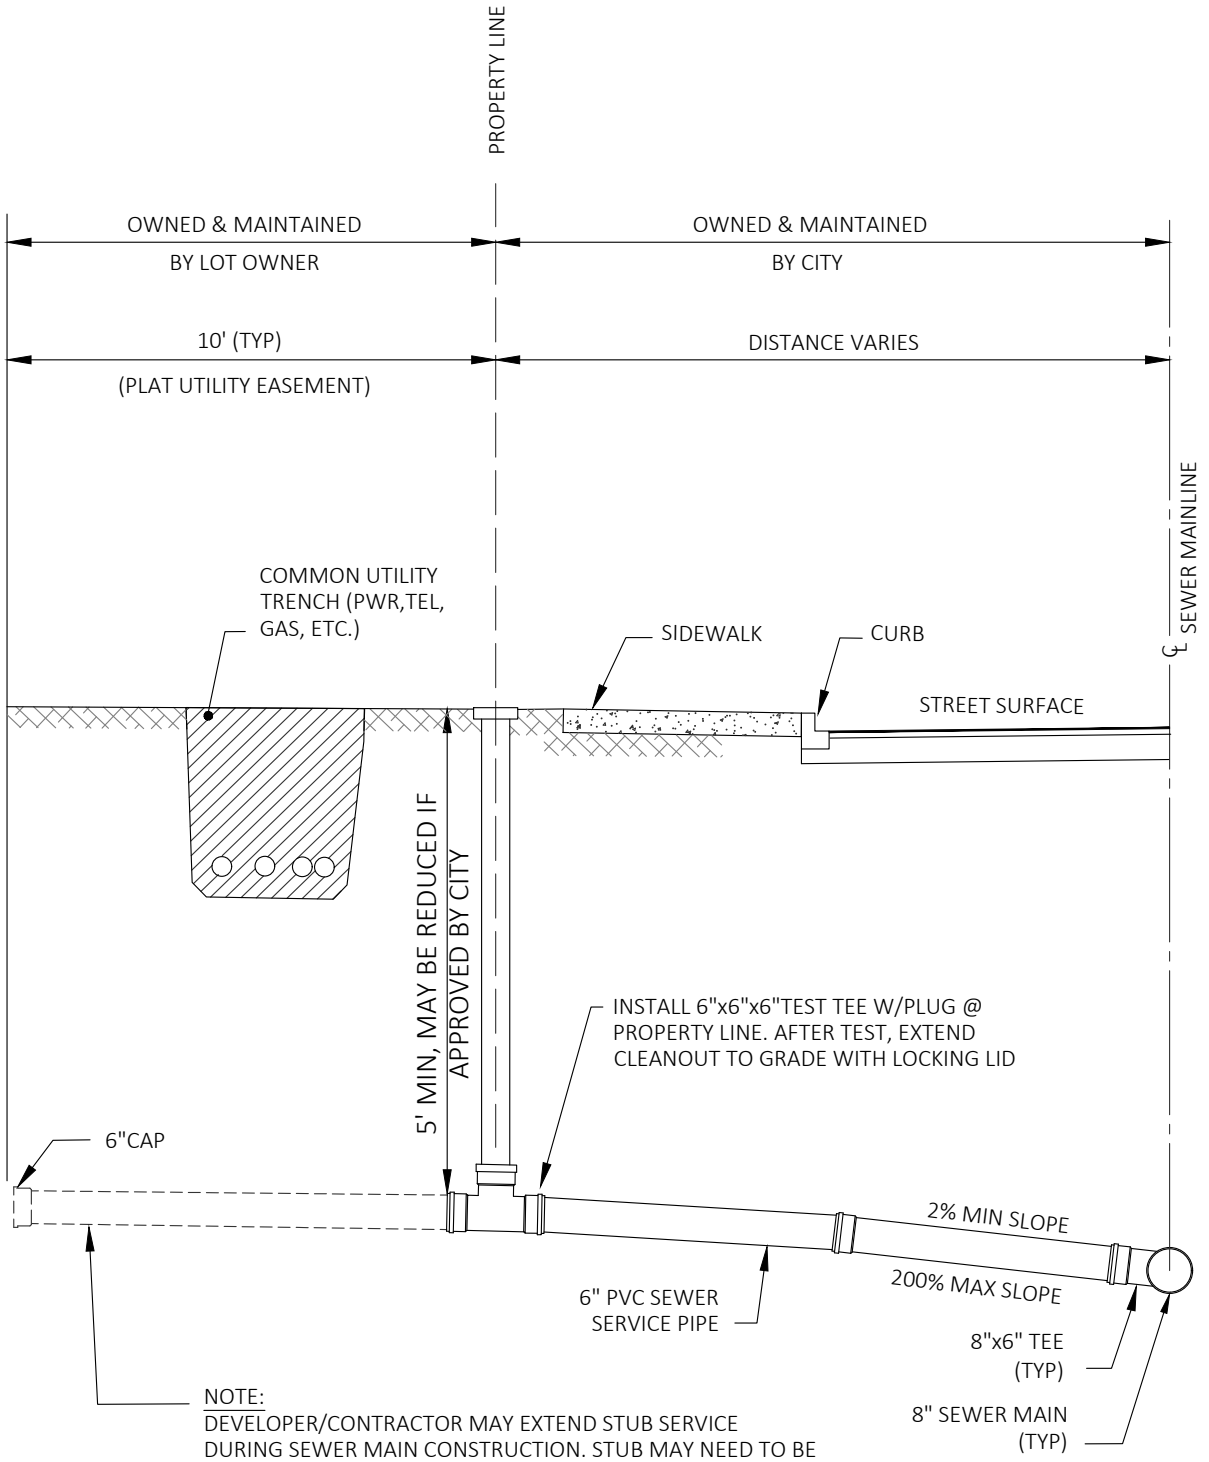 PROPERTY LINE
OWNED & MAINTAINED
BY LOT OWNER
OWNED & MAINTAINED
BY CITY
10' (TYP)
(PLAT UTILITY EASEMENT)
DISTANCE VARIES
℄ SEWER MAINLINE
COMMON UTILITY
TRENCH (PWR,TEL,
GAS, ETC.)
SIDEWALK
CURB
STREET SURFACE
5' MIN, MAY BE REDUCED IF
APPROVED BY CITY
INSTALL 6"x6"x6"TEST TEE W/PLUG @
PROPERTY LINE. AFTER TEST, EXTEND
CLEANOUT TO GRADE WITH LOCKING LID
6"CAP
2% MIN SLOPE
200% MAX SLOPE
6" PVC SEWER
SERVICE PIPE
8"x6" TEE
(TYP)
8" SEWER MAIN
(TYP)
NOTE:
DEVELOPER/CONTRACTOR MAY EXTEND STUB SERVICE
DURING SEWER MAIN CONSTRUCTION. STUB MAY NEED TO BE